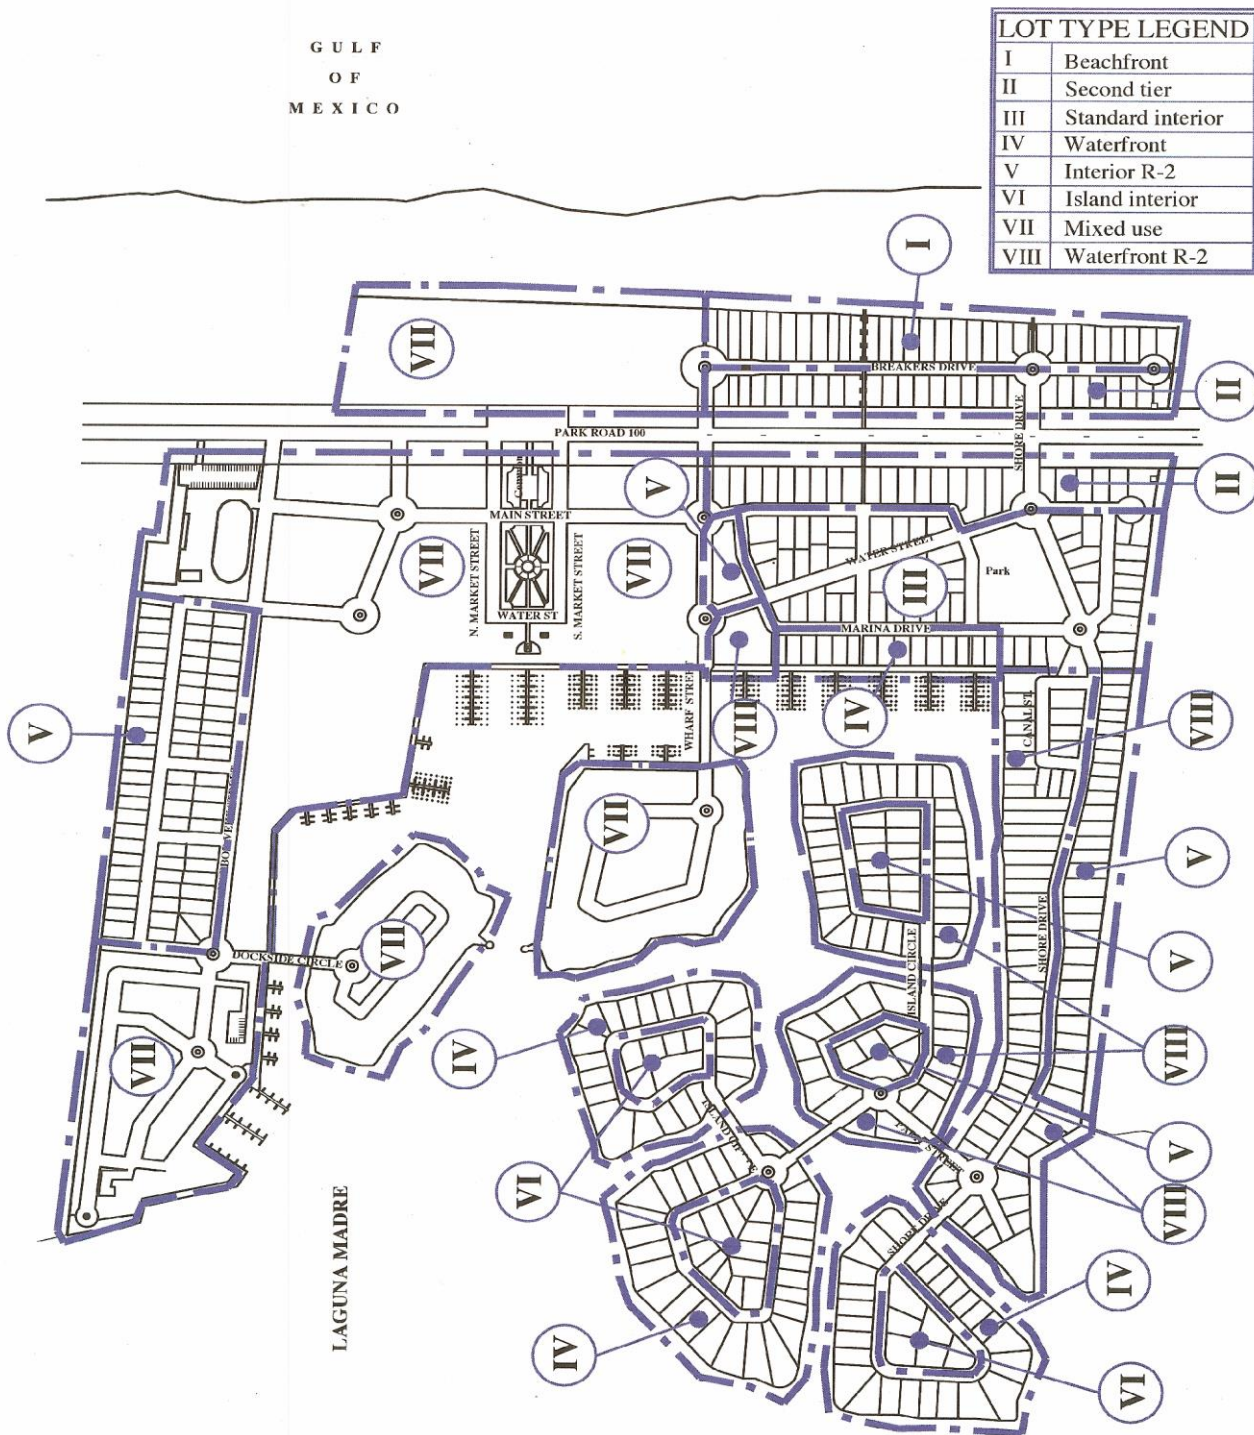 GULF
OF
MEXICO
LOT TYPE LEGEND
I Beachfront
II Second tier
III Standard interior
IV Waterfront
V Interior R-2
VI Island interior
VII Mixed use
VIII Waterfront R-2
I
VII
BREAKERS DRIVE
II
SHORE DRIVE
PARK ROAD 100
V
II
MAIN STREET
N. MARKET STREET
S. MARKET STREET
VII
VII
WATER STREET
III
Park
WATER ST
MARINA DRIVE
VIII
IV
WHARF STREET
CANAL ST.
VIII
V
VII
V
SHORE DRIVE
VII
DOCKSIDE CIRCLE
ISLAND CIRCLE
V
IV
VIII
VII
V
VI
VIII
SHORE DRIVE
LAGUNA MADRE
IV
IV
VI